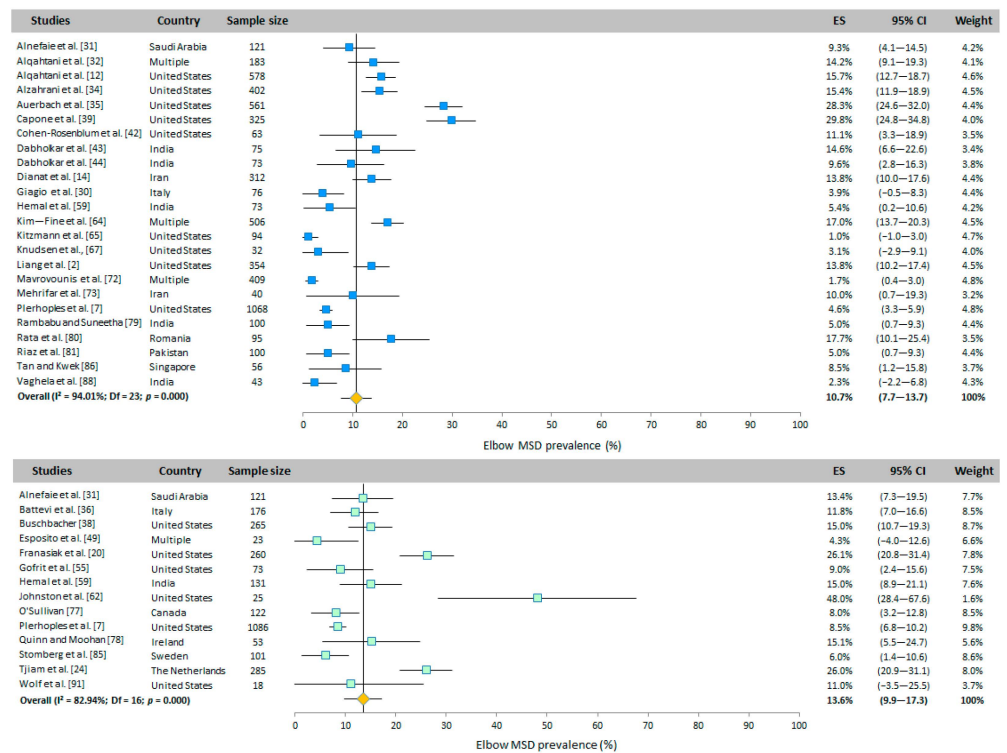 Studies Country Sample size ES 95% CI Weight
Alnefaie et al. [31] Saudi Arabia 121 9.3% (4.1–14.5) 4.2%
Alqahtani et al. [32] Multiple 183 14.2% (9.1–19.3) 4.1%
Alqahtani et al. [12] United States 578 15.7% (12.7–18.7) 4.6%
Alzahrani et al. [34] United States 402 15.4% (11.9–18.9) 4.5%
Auerbach et al. [35] United States 561 28.3% (24.6–32.0) 4.4%
Capone et al. [39] United States 325 29.8% (24.8–34.8) 4.0%
Cohen-Rosenblum et al. [42] United States 63 11.1% (3.3–18.9) 4.0%
Dabholkar et al. [43] India 75 14.6% (6.6–22.6) 3.4%
Dabholkar et al. [44] India 73 9.6% (2.8–16.3) 3.8%
Dianat et al. [14] Iran 312 13.8% (10.0–17.6) 4.4%
Giagio et al. [30] Italy 76 3.9% (−0.5–8.3) 4.4%
Hemal et al. [59] India 73 5.4% (0.2–10.6) 4.2%
Kim—Fine et al. [64] Multiple 506 17.0% (13.7–20.3) 4.5%
Kitzmann et al. [65] United States 94 1.0% (−1.0–3.0) 4.7%
Knudsen et al., [67] United States 32 3.1% (−2.9–9.1) 4.0%
Liang et al. [2] United States 354 13.8% (10.2–17.4) 4.5%
Mavrovounis et al. [72] Multiple 409 1.7% (0.4–3.0) 4.8%
Mehrifar et al. [73] Iran 40 10.0% (0.7–19.3) 3.2%
Plerhoples et al. [7] United States 1068 4.6% (3.3–5.9) 4.8%
Rambabu and Suneetha [79] India 100 5.0% (0.7–9.3) 4.4%
Rata et al. [80] Romania 95 17.7% (10.1–25.4) 3.5%
Riaz et al. [81] Pakistan 100 5.0% (0.7–9.3) 4.4%
Tan and Kwek [86] Singapore 56 8.5% (1.2–15.8) 3.7%
Vaghela et al. [88] India 43 2.3% (−2.2–6.8) 4.3%
Overall (I² = 94.01%; Df = 23; p = 0.000) 10.7% (7.7–13.7) 100%
0 10 20 30 40 50 60 70 80 90 100
Elbow MSD prevalence (%)
Studies Country Sample size ES 95% CI Weight
Alnefaie et al. [31] Saudi Arabia 121 13.4% (7.3–19.5) 7.7%
Battevi et al. [36] Italy 176 11.8% (7.0–16.6) 8.5%
Buschbacher [38] United States 265 15.0% (10.7–19.3) 8.7%
Esposito et al. [49] Multiple 23 4.3% (−4.0–12.6) 6.6%
Franasiak et al. [20] United States 260 26.1% (20.8–31.4) 7.8%
Gofrit et al. [55] United States 73 9.0% (2.4–15.6) 7.5%
Hemal et al. [59] India 131 15.0% (8.9–21.1) 7.6%
Johnston et al. [62] United States 25 48.0% (28.4–67.6) 1.6%
O'Sullivan [77] Canada 122 8.0% (3.2–12.8) 8.5%
Plerhoples et al. [7] United States 1086 8.5% (6.8–10.2) 9.8%
Quinn and Moohan [78] Ireland 53 15.1% (5.5–24.7) 5.6%
Stomberg et al. [85] Sweden 101 6.0% (1.4–10.6) 8.6%
Tjiam et al. [24] The Netherlands 285 26.0% (20.9–31.1) 8.0%
Wolf et al. [91] United States 18 11.0% (−3.5–25.5) 3.7%
Overall (I² = 82.94%; Df = 16; p = 0.000) 13.6% (9.9–17.3) 100%
0 10 20 30 40 50 60 70 80 90 100
Elbow MSD prevalence (%)